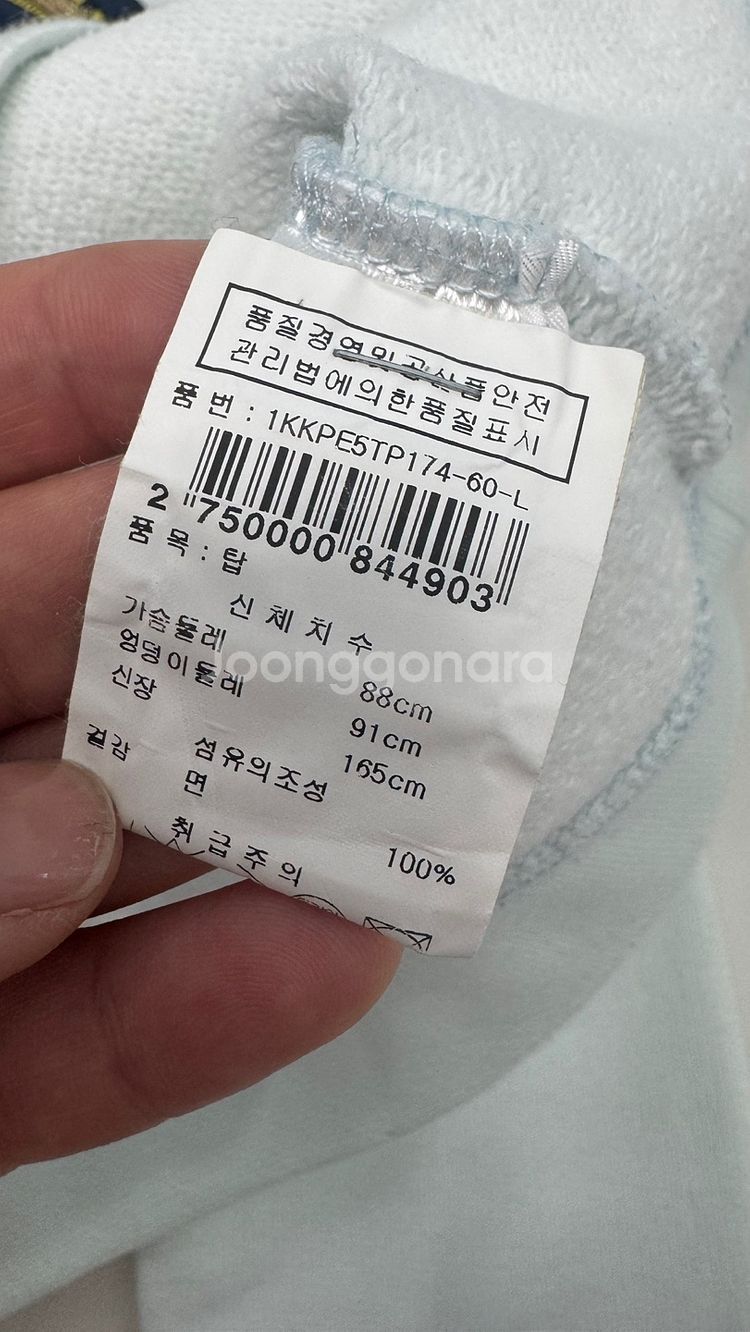 품질경영및공산품안전
관리법에의한품질표시
품 번 : 1KKPE5TP174-60-L
2 750000 844903
품 목 : 탑
신 체 치 수
가슴둘레 88cm
엉덩이둘레 91cm
신장 165cm
섬유의조성
겉감 면 100%
취 급 주 의
Joonggonara